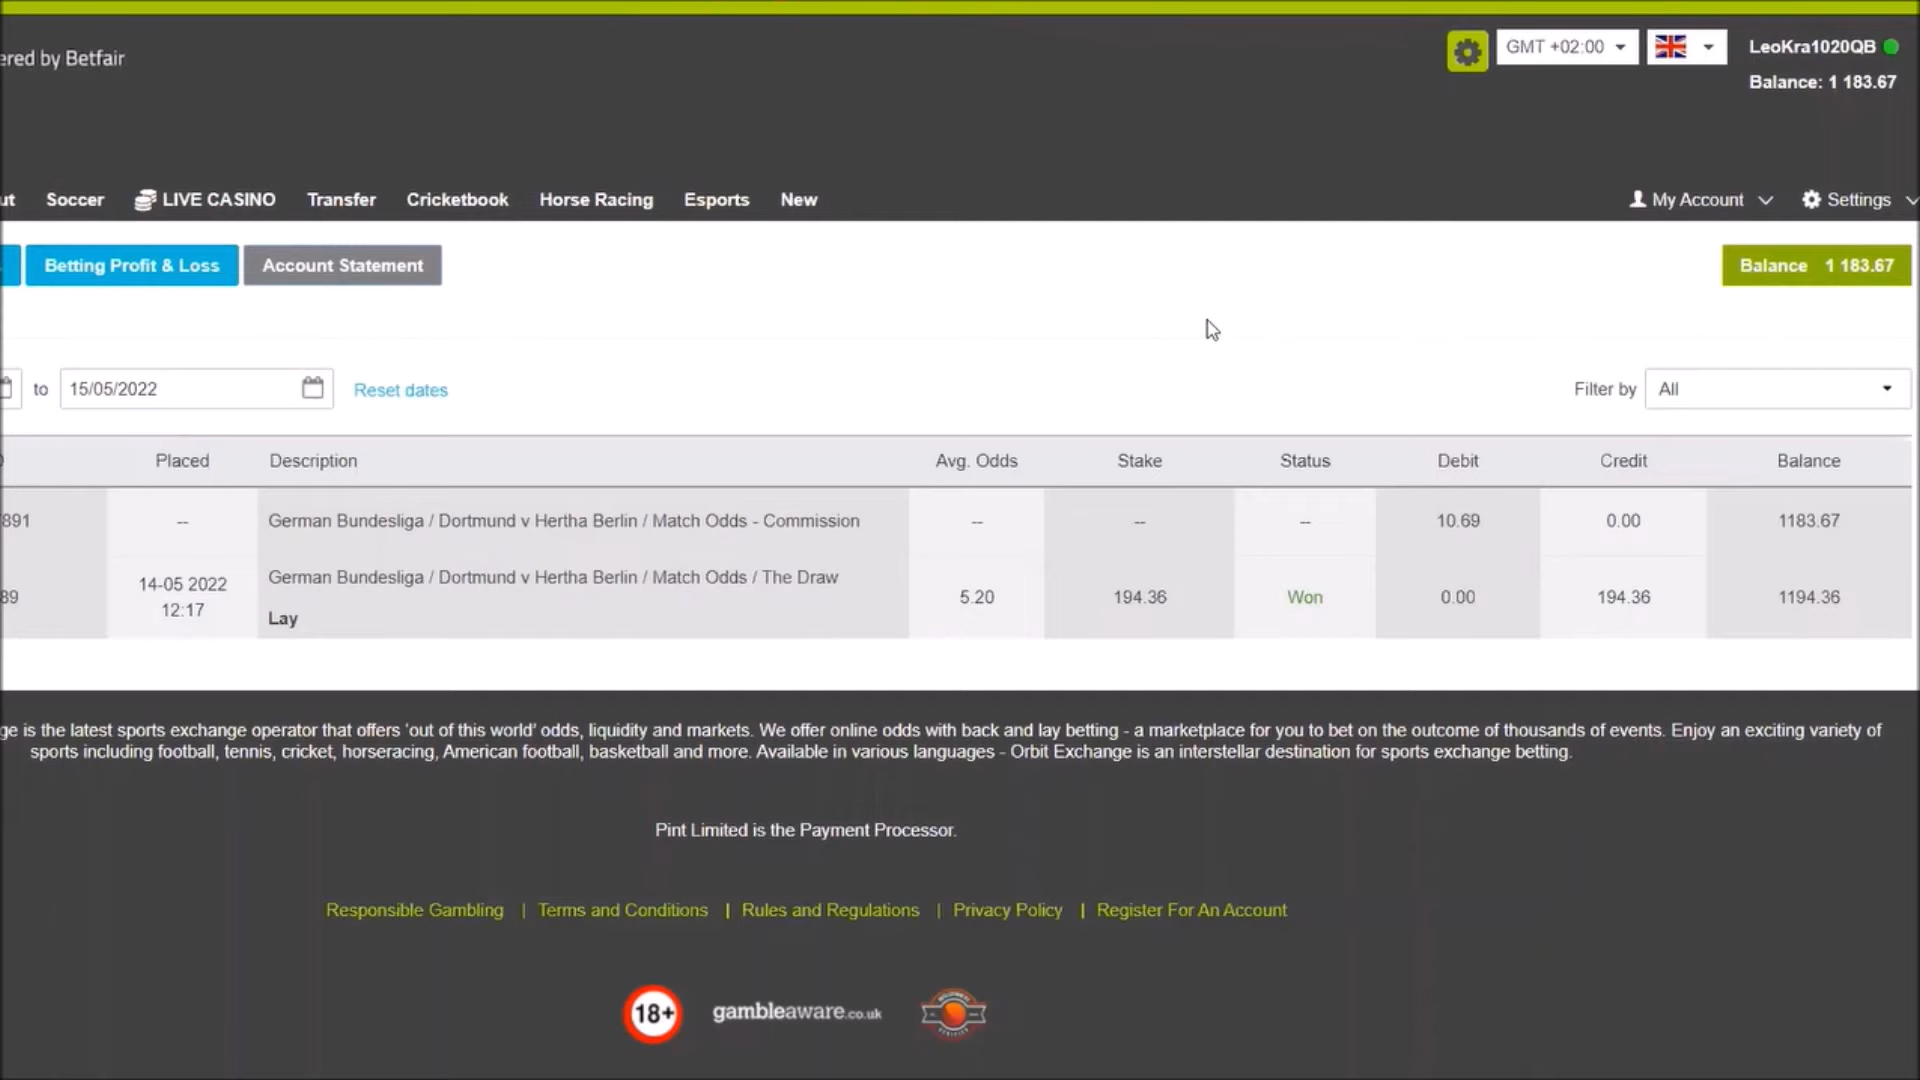 ered by Betfair
GMT +02:00
LeoKra1020QB
Balance: 1 183.67
ut Soccer LIVE CASINO Transfer Cricketbook Horse Racing Esports New My Account Settings
Betting Profit & Loss Account Statement Balance 1 183.67
to 15/05/2022 Reset dates Filter by All
Placed Description Avg. Odds Stake Status Debit Credit Balance
891 -- German Bundesliga / Dortmund v Hertha Berlin / Match Odds - Commission -- -- -- 10.69 0.00 1183.67
89 14-05 2022 12:17 German Bundesliga / Dortmund v Hertha Berlin / Match Odds / The Draw
Lay 5.20 194.36 Won 0.00 194.36 1194.36
ge is the latest sports exchange operator that offers 'out of this world' odds, liquidity and markets. We offer online odds with back and lay betting - a marketplace for you to bet on the outcome of thousands of events. Enjoy an exciting variety of
sports including football, tennis, cricket, horseracing, American football, basketball and more. Available in various languages - Orbit Exchange is an interstellar destination for sports exchange betting.
Pint Limited is the Payment Processor.
Responsible Gambling | Terms and Conditions | Rules and Regulations | Privacy Policy | Register For An Account
18+ gambleaware.co.uk